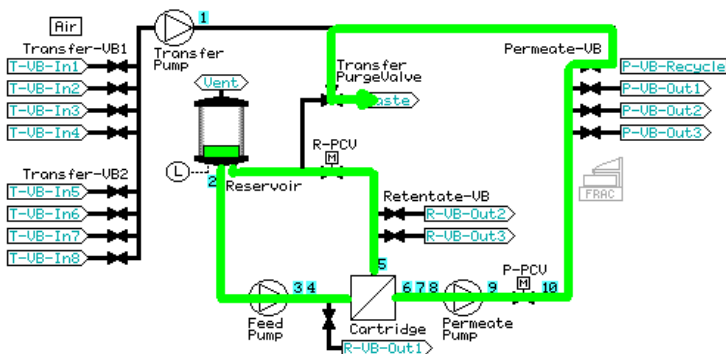 Air
1
Transfer
Pump
Transfer-VB1
T-VB-In1
T-VB-In2
T-VB-In3
T-VB-In4
Transfer-VB2
T-VB-In5
T-VB-In6
T-VB-In7
T-VB-In8
Vent
Transfer
PurgeValve
aste
Permeate-VB
P-VB-Recycle
P-VB-Out1
P-VB-Out2
P-VB-Out3
FRAC
R-PCV
M
L
2
Reservoir
Retentate-VB
R-VB-Out2
R-VB-Out3
5
P-PCV
M
3 4
6 7 8
9
10
Feed
Pump
Cartridge
Permeate
Pump
R-VB-Out1